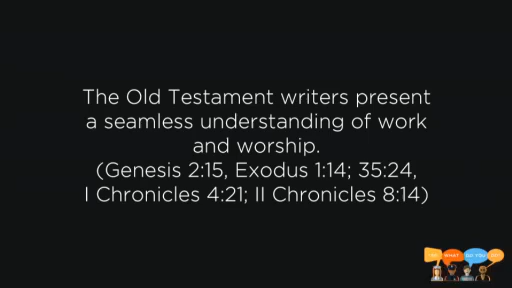 The Old Testament writers present
a seamless understanding of work
and worship.
(Genesis 2:15, Exodus 1:14; 35:24,
I Chronicles 4:21; II Chronicles 8:14)
WHAT